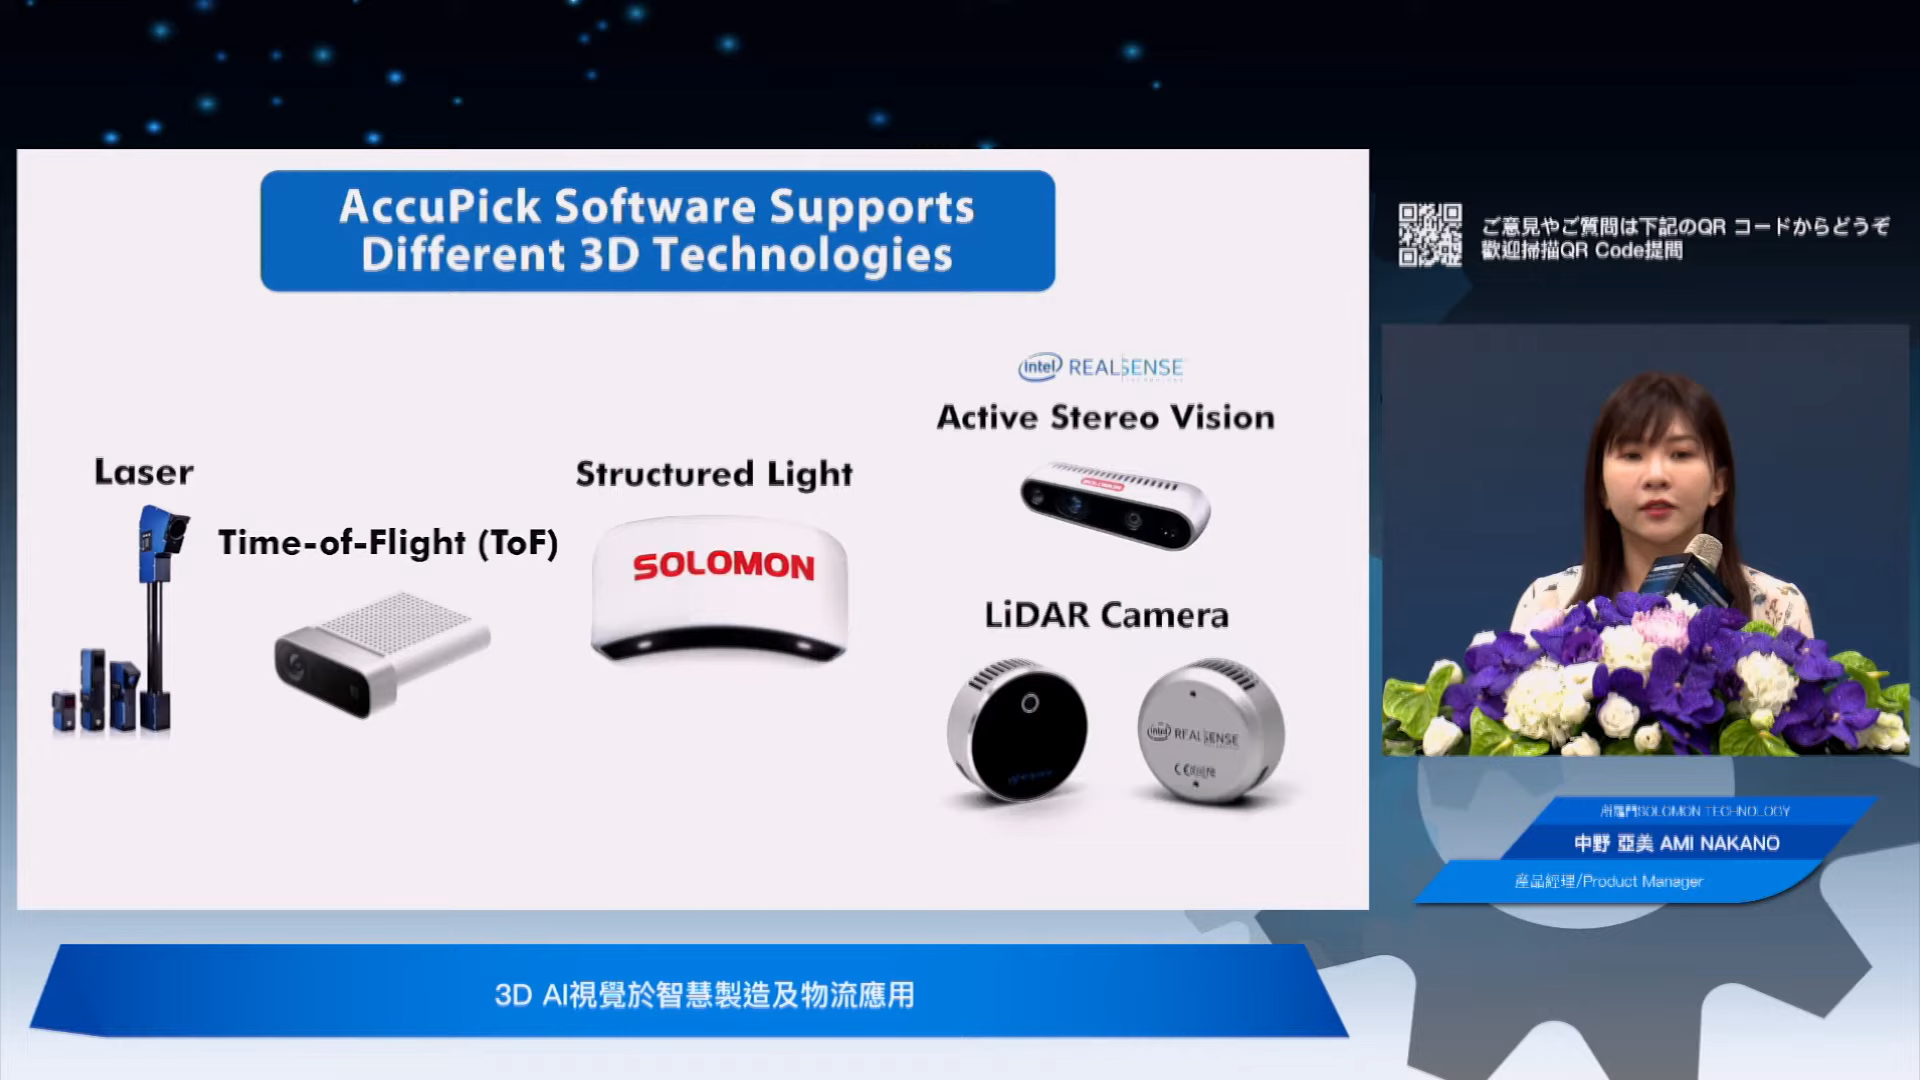 AccuPick Software Supports
Different 3D Technologies
Laser
Time-of-Flight (ToF)
Structured Light
SOLOMON
intel REALSENSE
Active Stereo Vision
LiDAR Camera
intel REALSENSE
ご意見やご質問は下記のQR コードからどうぞ
歡迎掃描QR Code提問
SOLOMON TECHNOLOGY
中野 亞美 AMI NAKANO
產品經理/Product Manager
3D AI視覺於智慧製造及物流應用